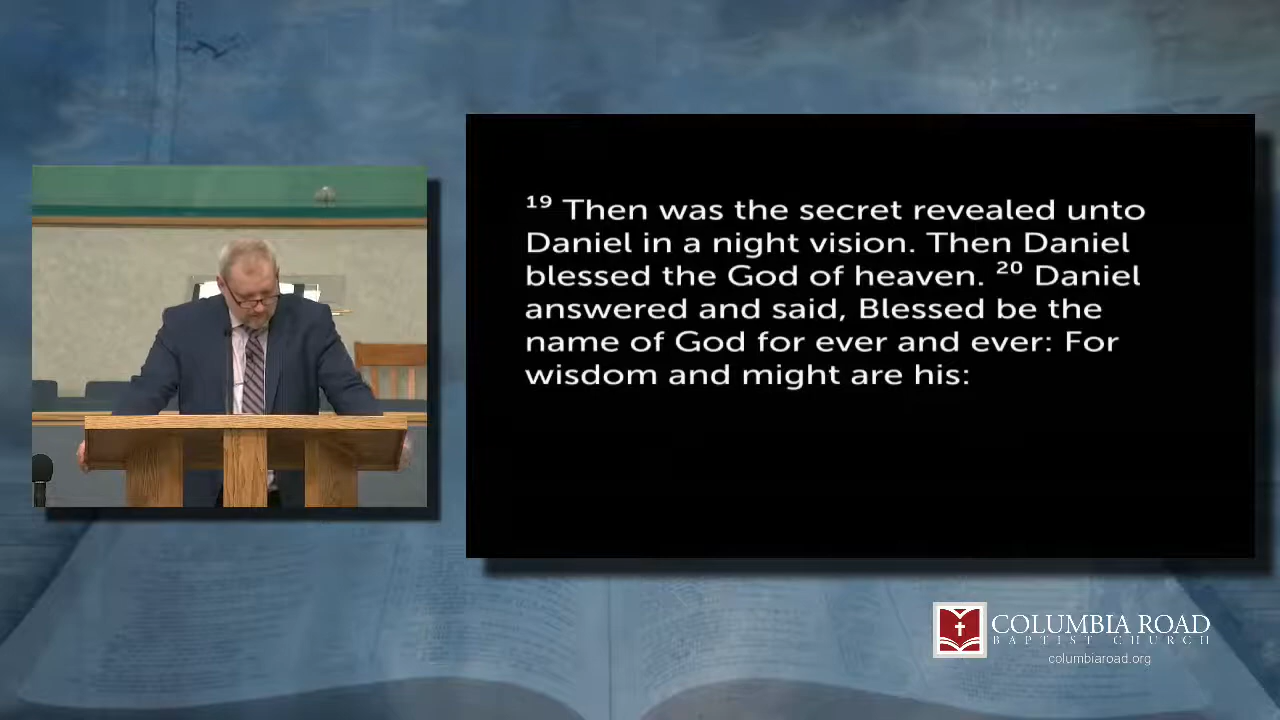 ¹⁹ Then was the secret revealed unto
Daniel in a night vision. Then Daniel
blessed the God of heaven. ²⁰ Daniel
answered and said, Blessed be the
name of God for ever and ever: For
wisdom and might are his:
COLUMBIA ROAD
BAPTIST CHURCH
columbiaroad.org